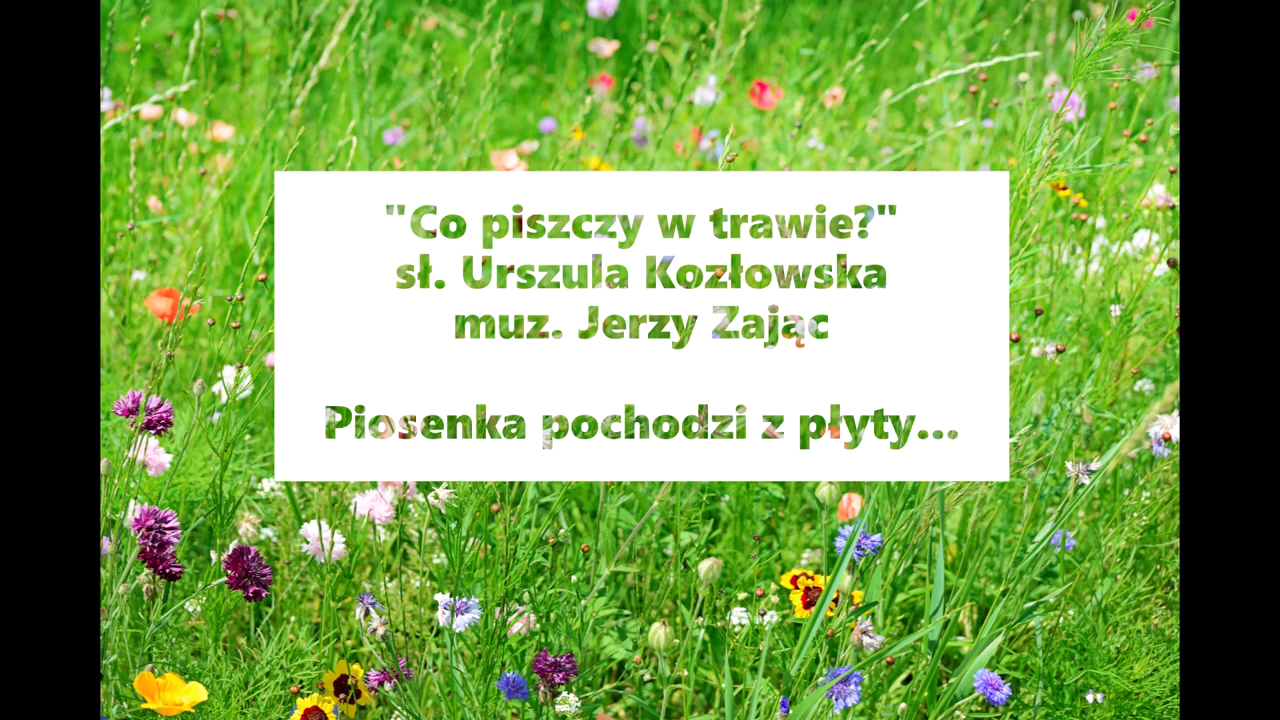 "Co piszczy w trawie?"
sł. Urszula Kozłowska
muz. Jerzy Zając
Piosenka pochodzi z płyty...